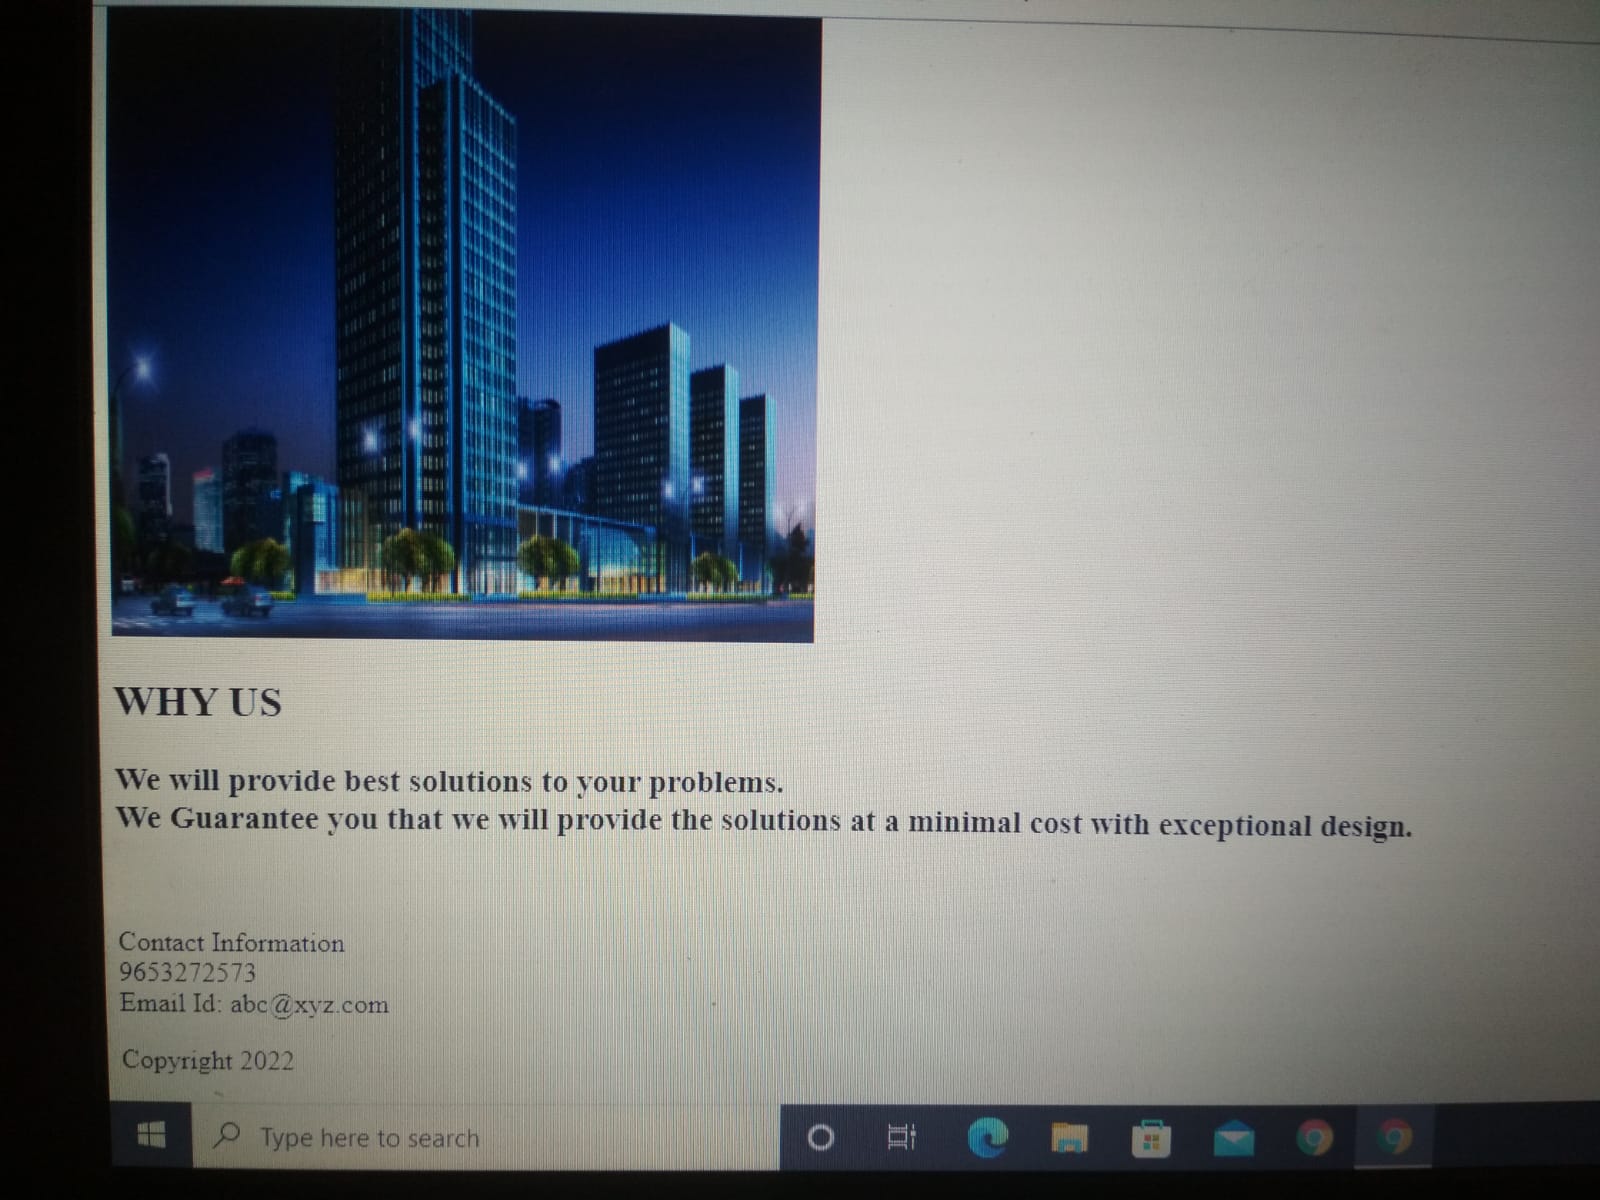 WHY US
We will provide best solutions to your problems.
We Guarantee you that we will provide the solutions at a minimal cost with exceptional design.
Contact Information
9653272573
Email Id: abc@xyz.com
Copyright 2022
Type here to search